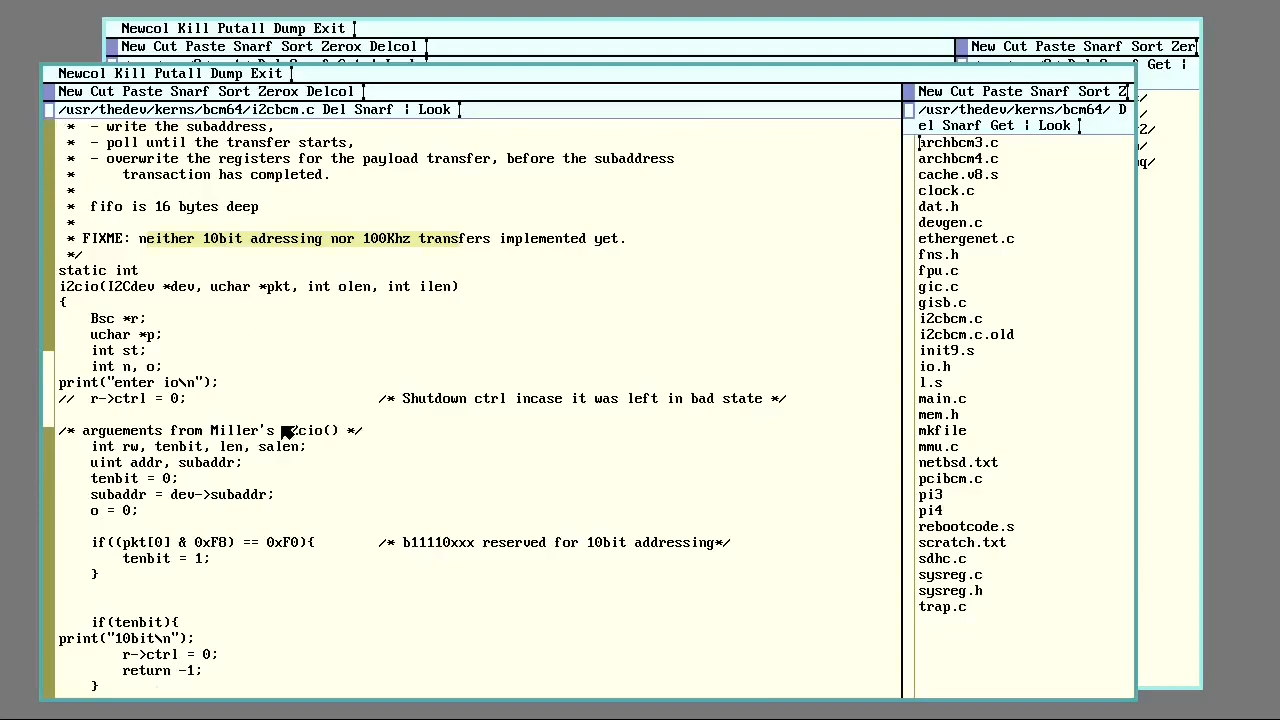 Newcol Kill Putall Dump Exit
New Cut Paste Snarf Sort Zerox Delcol
New Cut Paste Snarf Sort Zer
Get |
Newcol Kill Putall Dump Exit
New Cut Paste Snarf Sort Zerox Delcol
/usr/thedev/kerns/bcm64/i2cbcm.c Del Snarf | Look
 *  - write the subaddress,
 *  - poll until the transfer starts,
 *  - overwrite the registers for the payload transfer, before the subaddress
 *      transaction has completed.
 *
 *  fifo is 16 bytes deep
 *
 * FIXME: neither 10bit adressing nor 100Khz transfers implemented yet.
 */
static int
i2cio(I2Cdev *dev, uchar *pkt, int olen, int ilen)
{
    Bsc *r;
    uchar *p;
    int st;
    int n, o;
print("enter io\n");
//  r->ctrl = 0;                        /* Shutdown ctrl incase it was left in bad state */
/* arguements from Miller's cio() */
    int rw, tenbit, len, salen;
    uint addr, subaddr;
    tenbit = 0;
    subaddr = dev->subaddr;
    o = 0;
    if((pkt[0] & 0xF8) == 0xF0){        /* b11110xxx reserved for 10bit addressing*/
        tenbit = 1;
    }
    if(tenbit){
print("10bit\n");
        r->ctrl = 0;
        return -1;
    }
New Cut Paste Snarf Sort Z
/usr/thedev/kerns/bcm64/ D
el Snarf Get | Look
archbcm3.c
archbcm4.c
cache.v8.s
clock.c
dat.h
devgen.c
ethergenet.c
fns.h
fpu.c
gic.c
gisb.c
i2cbcm.c
i2cbcm.c.old
init9.s
io.h
l.s
main.c
mem.h
mkfile
mmu.c
netbsd.txt
pcibcm.c
pi3
pi4
rebootcode.s
scratch.txt
sdhc.c
sysreg.c
sysreg.h
trap.c